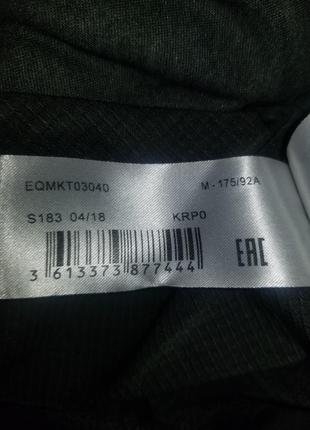 EQMKT03040 M - 175/92A
S183 04/18 KRP0
3 613373 877444
EAC